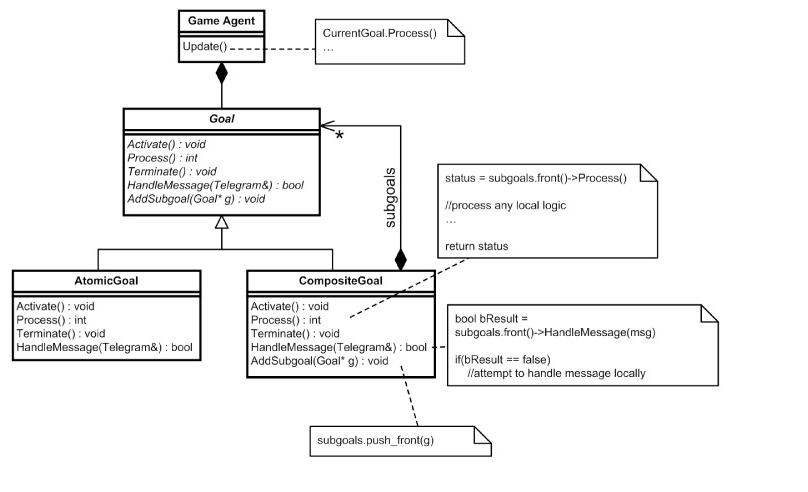 Game Agent
Update()
CurrentGoal.Process()
...
Goal
*
Activate() : void
Process() : int
Terminate() : void
HandleMessage(Telegram&) : bool
AddSubgoal(Goal* g) : void
subgoals
status = subgoals.front()->Process()
//process any local logic
...
return status
AtomicGoal
Activate() : void
Process() : int
Terminate() : void
HandleMessage(Telegram&) : bool
CompositeGoal
Activate() : void
Process() : int
Terminate() : void
HandleMessage(Telegram&) : bool
AddSubgoal(Goal* g) : void
bool bResult =
subgoals.front()->HandleMessage(msg)
if(bResult == false)
//attempt to handle message locally
subgoals.push_front(g)